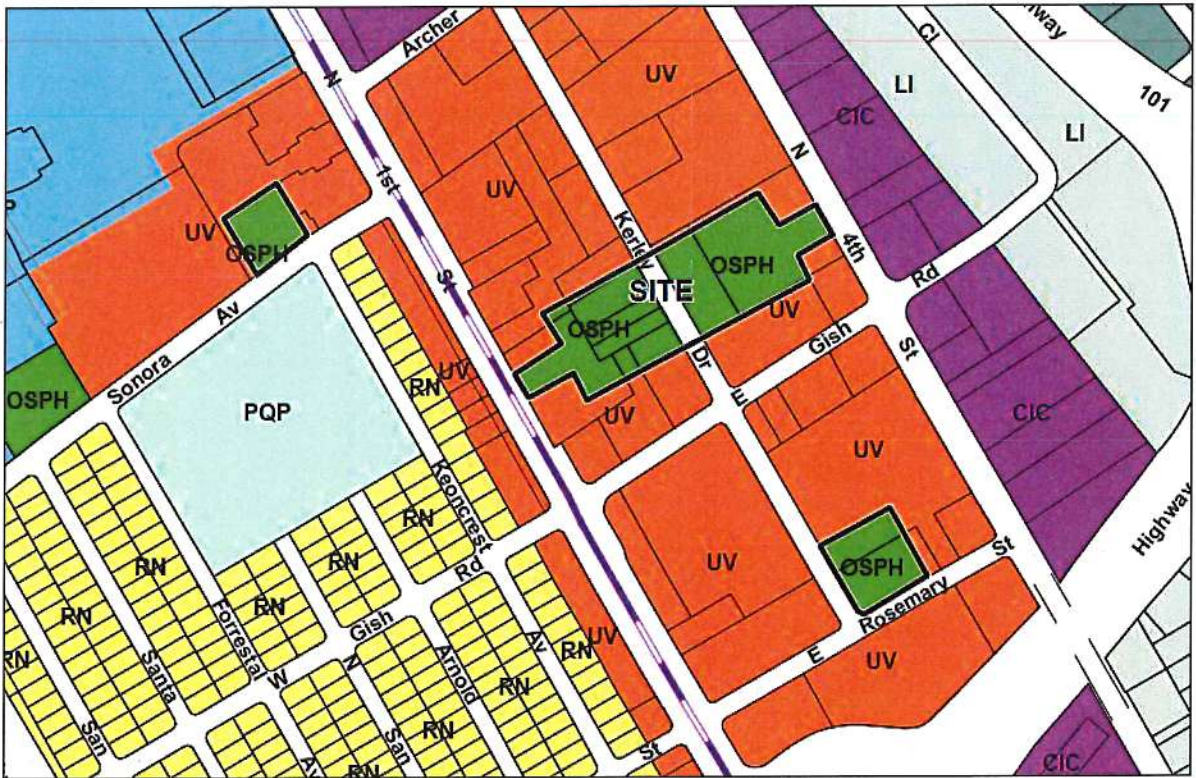 Archer
Cl
way
101
UV
LI
CIC
LI
N
N
1st
UV
UV
OSPH
Kerley
4th
OSPH
SITE
Rd
St
OSPH
UV
Gish
St
Av
Sonora
OSPH
PQP
RN
UV
Dr
E
UV
CIC
UV
Keoncrest
RN
Highway
UV
RN
RN
RN
Rd
OSPH
St
Rosemary
RN
Forrestal
Gish
W
N
Av
RN
UV
E
UV
RN
Santa
Arnold
RN
San
Av
San
RN
RN
St
CIC